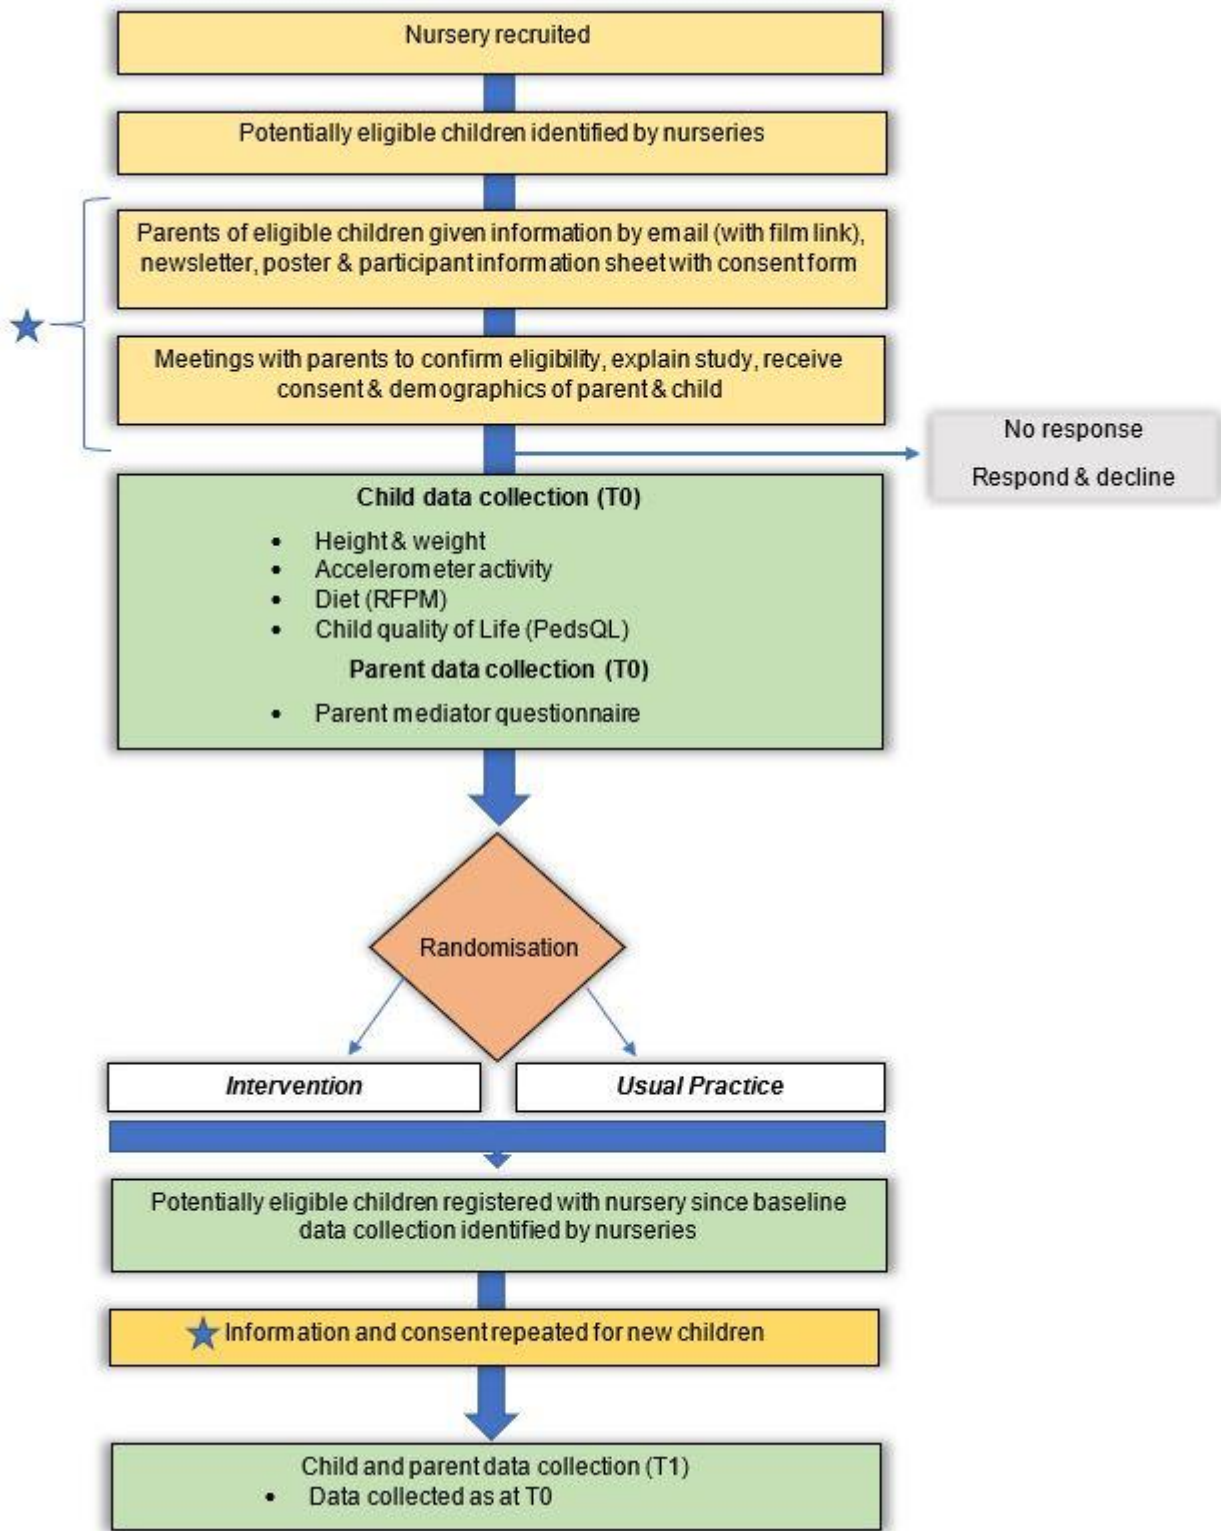 Nursery recruited
Potentially eligible children identified by nurseries
Parents of eligible children given information by email (with film link),
newsletter, poster & participant information sheet with consent form
Meetings with parents to confirm eligibility, explain study, receive
consent & demographics of parent & child
No response
Respond & decline
Child data collection (T0)
• Height & weight
• Accelerometer activity
• Diet (RFPM)
• Child quality of Life (PedsQL)
Parent data collection (T0)
• Parent mediator questionnaire
Randomisation
Intervention
Usual Practice
Potentially eligible children registered with nursery since baseline
data collection identified by nurseries
Information and consent repeated for new children
Child and parent data collection (T1)
• Data collected as at T0